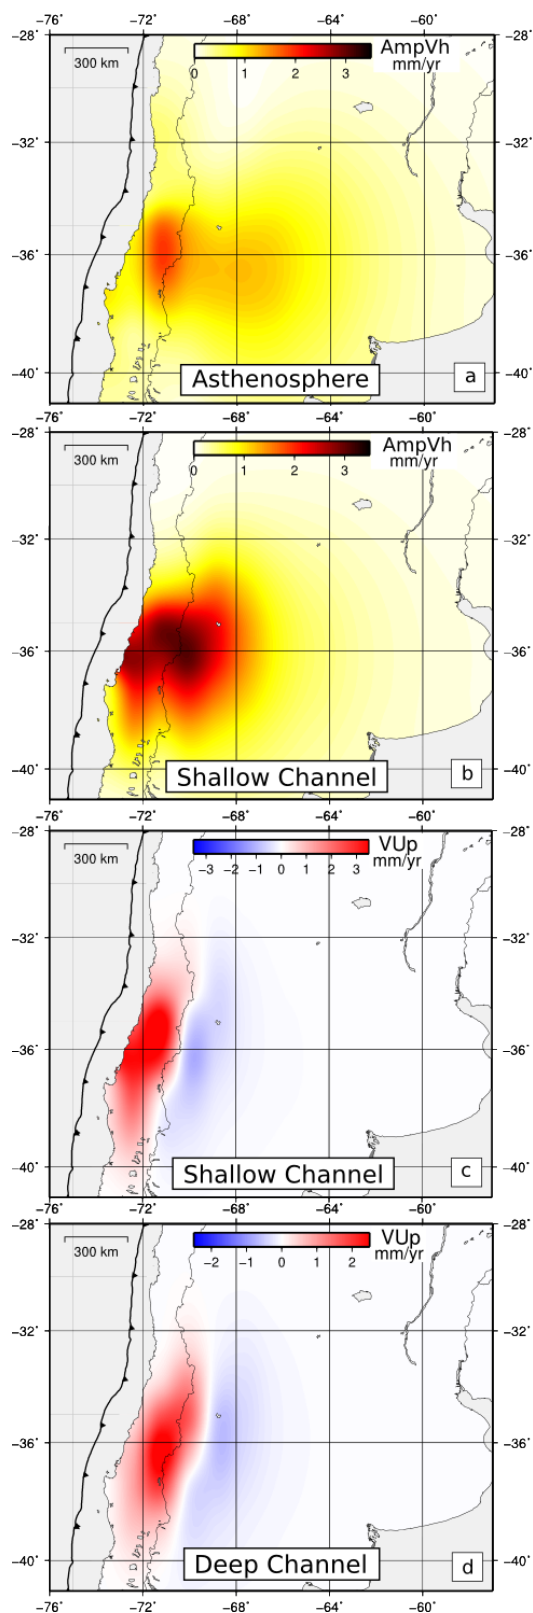 −76˚ −72˚ −68˚ −64˚ −60˚
−28˚ −28˚
300 km
AmpVh
mm/yr
0 1 2 3
−32˚ −32˚
−36˚ −36˚
−40˚ −40˚
Asthenosphere
a
−76˚ −72˚ −68˚ −64˚ −60˚
−28˚ −28˚
300 km
AmpVh
mm/yr
0 1 2 3
−32˚ −32˚
−36˚ −36˚
−40˚ −40˚
Shallow Channel
b
−76˚ −72˚ −68˚ −64˚ −60˚
−28˚ −28˚
300 km
VUp
mm/yr
−3 −2 −1 0 1 2 3
−32˚ −32˚
−36˚ −36˚
−40˚ −40˚
Shallow Channel
c
−76˚ −72˚ −68˚ −64˚ −60˚
−28˚ −28˚
300 km
VUp
mm/yr
−2 −1 0 1 2
−32˚ −32˚
−36˚ −36˚
−40˚ −40˚
Deep Channel
d
−76˚ −72˚ −68˚ −64˚ −60˚